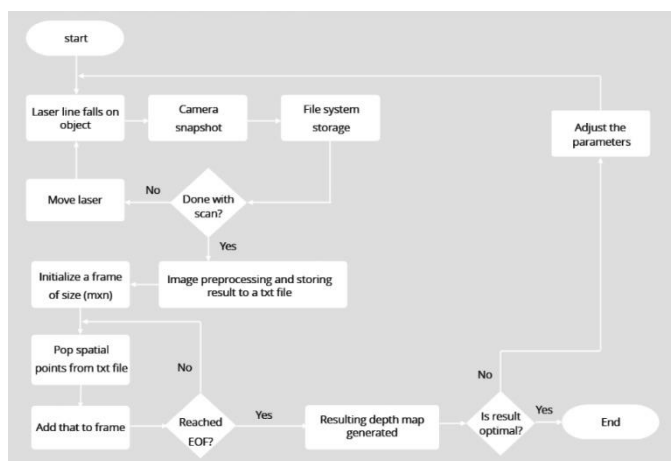 start
Laser line falls on
object
Camera
snapshot
File system
storage
Adjust the
parameters
Move laser
No
Done with
scan?
Yes
Initialize a frame
of size (mxn)
Image preprocessing and storing
result to a txt file
Pop spatial
points from txt file
No
Add that to frame
Reached
EOF?
Yes
Resulting depth map
generated
No
Is result
optimal?
Yes
End